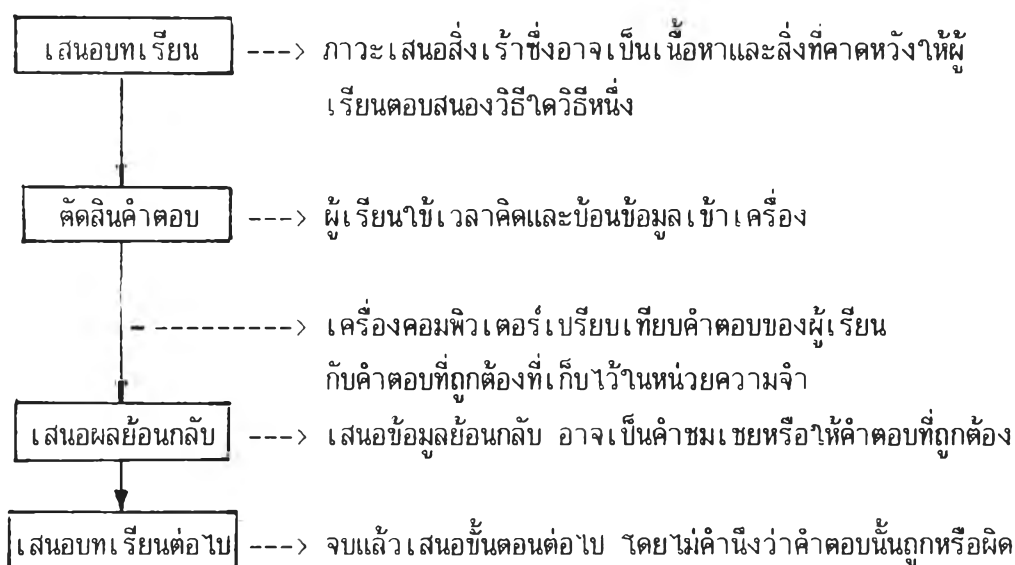 เสนอบทเรียน ---> ภาวะเสนอสิ่งเร้าซึ่งอาจเป็นเนื้อหาและสิ่งที่คาดหวังให้ผู้
เรียนตอบสนองวิธีใดวิธีหนึ่ง
ตัดสินคำตอบ ---> ผู้เรียนใช้เวลาคิดและป้อนข้อมูลเข้าเครื่อง
----------> เครื่องคอมพิวเตอร์เปรียบเทียบคำตอบของผู้เรียน
กับคำตอบที่ถูกต้องที่เก็บไว้ในหน่วยความจำ
เสนอผลย้อนกลับ ---> เสนอข้อมูลย้อนกลับ อาจเป็นคำชมเชยหรือให้คำตอบที่ถูกต้อง
เสนอบทเรียนต่อไป ---> จบแล้วเสนอขั้นตอนต่อไป โดยไม่คำนึงว่าคำตอบนั้นถูกหรือผิด